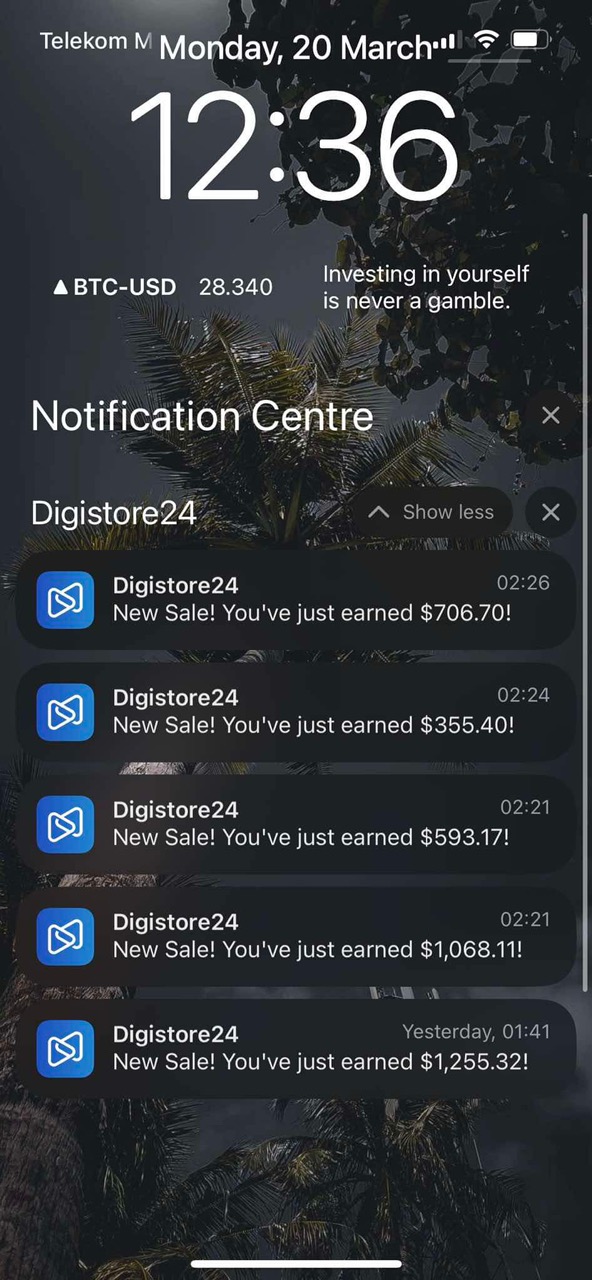 Telekom M
Monday, 20 March
12:36
▲ BTC-USD 28.340
Investing in yourself
is never a gamble.
Notification Centre
Digistore24
Show less
Digistore24 02:26
New Sale! You've just earned $706.70!
Digistore24 02:24
New Sale! You've just earned $355.40!
Digistore24 02:21
New Sale! You've just earned $593.17!
Digistore24 02:21
New Sale! You've just earned $1,068.11!
Digistore24 Yesterday, 01:41
New Sale! You've just earned $1,255.32!